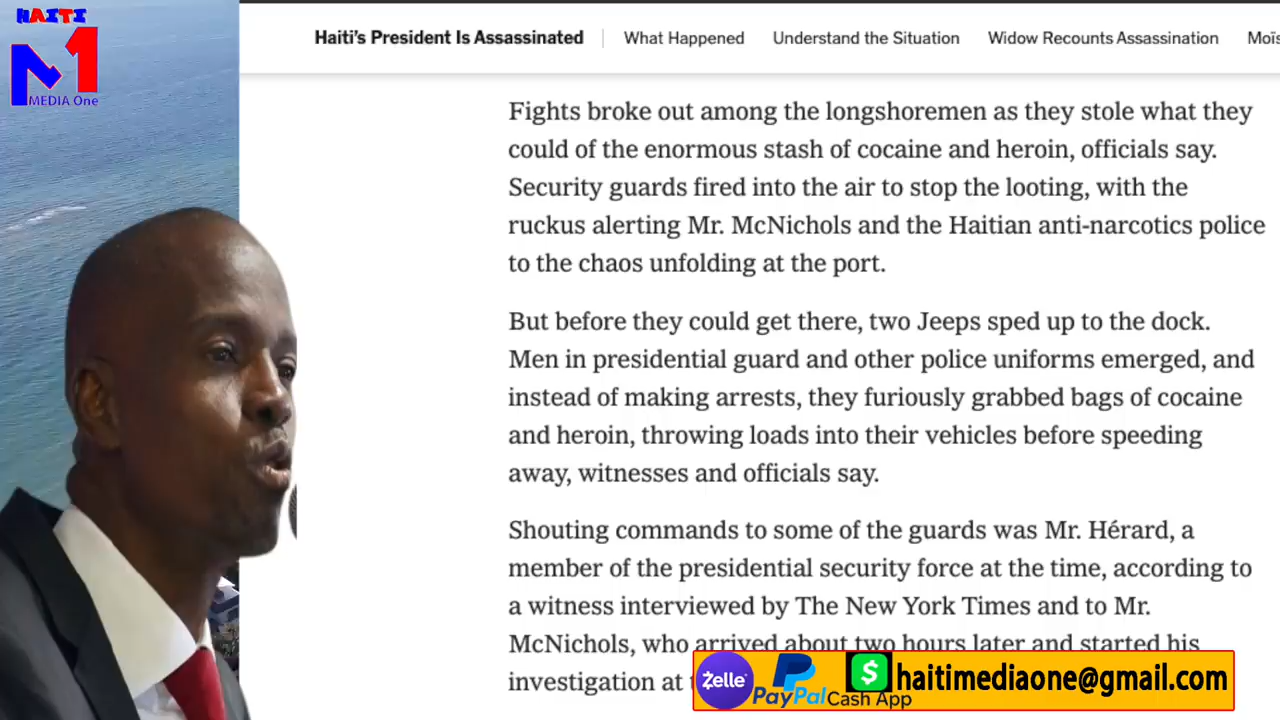 HAITI
M1
MEDIA One
Haiti's President Is Assassinated
What Happened
Understand the Situation
Widow Recounts Assassination
Fights broke out among the longshoremen as they stole what they
could of the enormous stash of cocaine and heroin, officials say.
Security guards fired into the air to stop the looting, with the
ruckus alerting Mr. McNichols and the Haitian anti-narcotics police
to the chaos unfolding at the port.
But before they could get there, two Jeeps sped up to the dock.
Men in presidential guard and other police uniforms emerged, and
instead of making arrests, they furiously grabbed bags of cocaine
and heroin, throwing loads into their vehicles before speeding
away, witnesses and officials say.
Shouting commands to some of the guards was Mr. Hérard, a
member of the presidential security force at the time, according to
a witness interviewed by The New York Times and to Mr.
McNichols, who arrived about two hours later and started his
investigation at
Zelle
PayPal
$
Cash App
haitimediaone@gmail.com